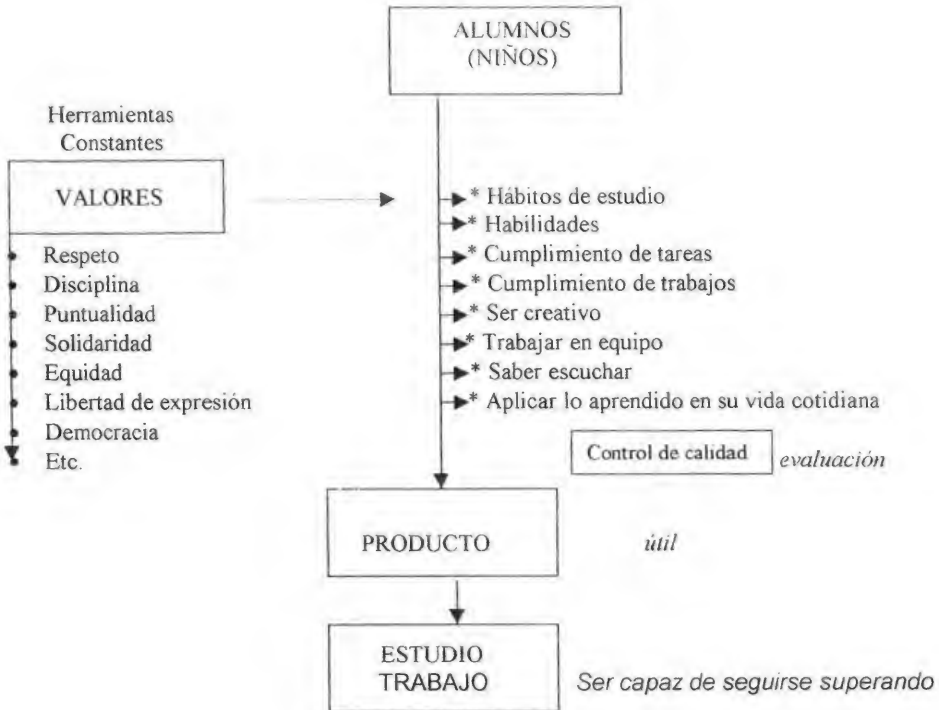 ALUMNOS
(NIÑOS)
Herramientas
Constantes
VALORES
• Respeto
• Disciplina
• Puntualidad
• Solidaridad
• Equidad
• Libertad de expresión
• Democracia
• Etc.
* Hábitos de estudio
* Habilidades
* Cumplimiento de tareas
* Cumplimiento de trabajos
* Ser creativo
* Trabajar en equipo
* Saber escuchar
* Aplicar lo aprendido en su vida cotidiana
Control de calidad evaluación
PRODUCTO útil
ESTUDIO
TRABAJO Ser capaz de seguirse superando